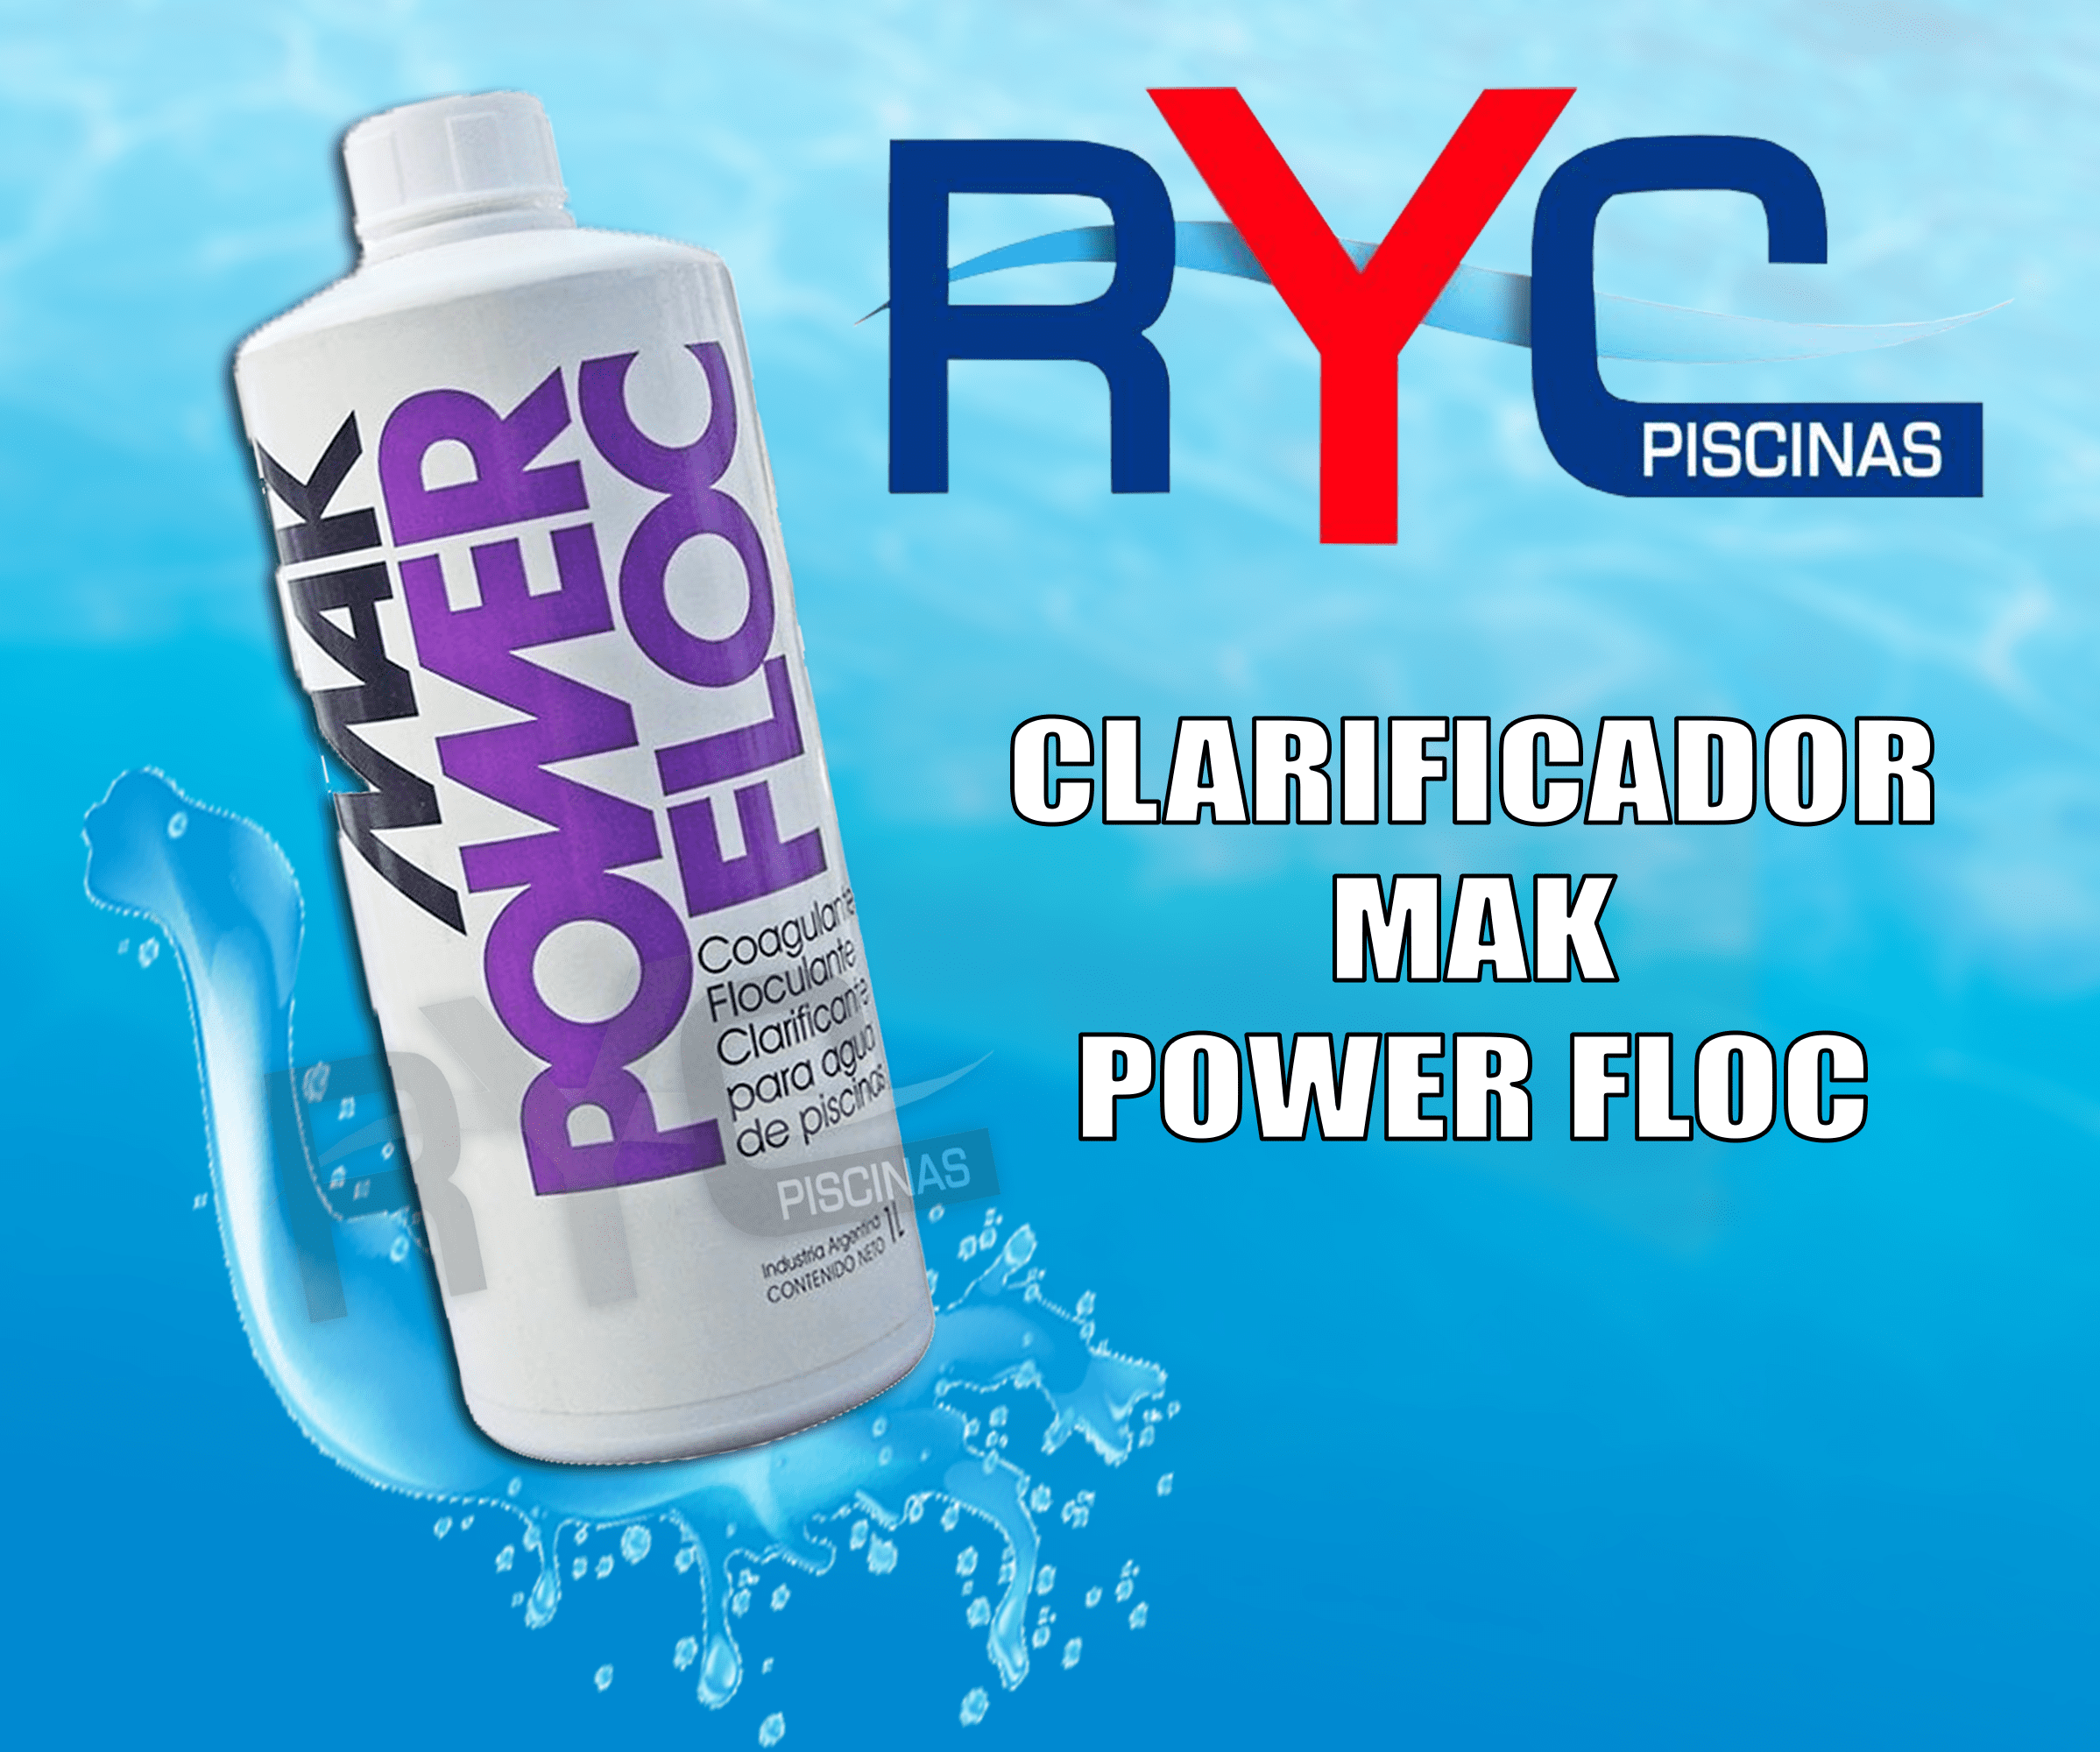 RYC
PISCINAS
CLARIFICADOR
MAK
POWER FLOC
MAK
POWER
FLOC
Coagulante
Floculante
Clarificante
para agua
de piscinas
RYC
PISCINAS
Industria Argentina
CONTENIDO NETO 1L